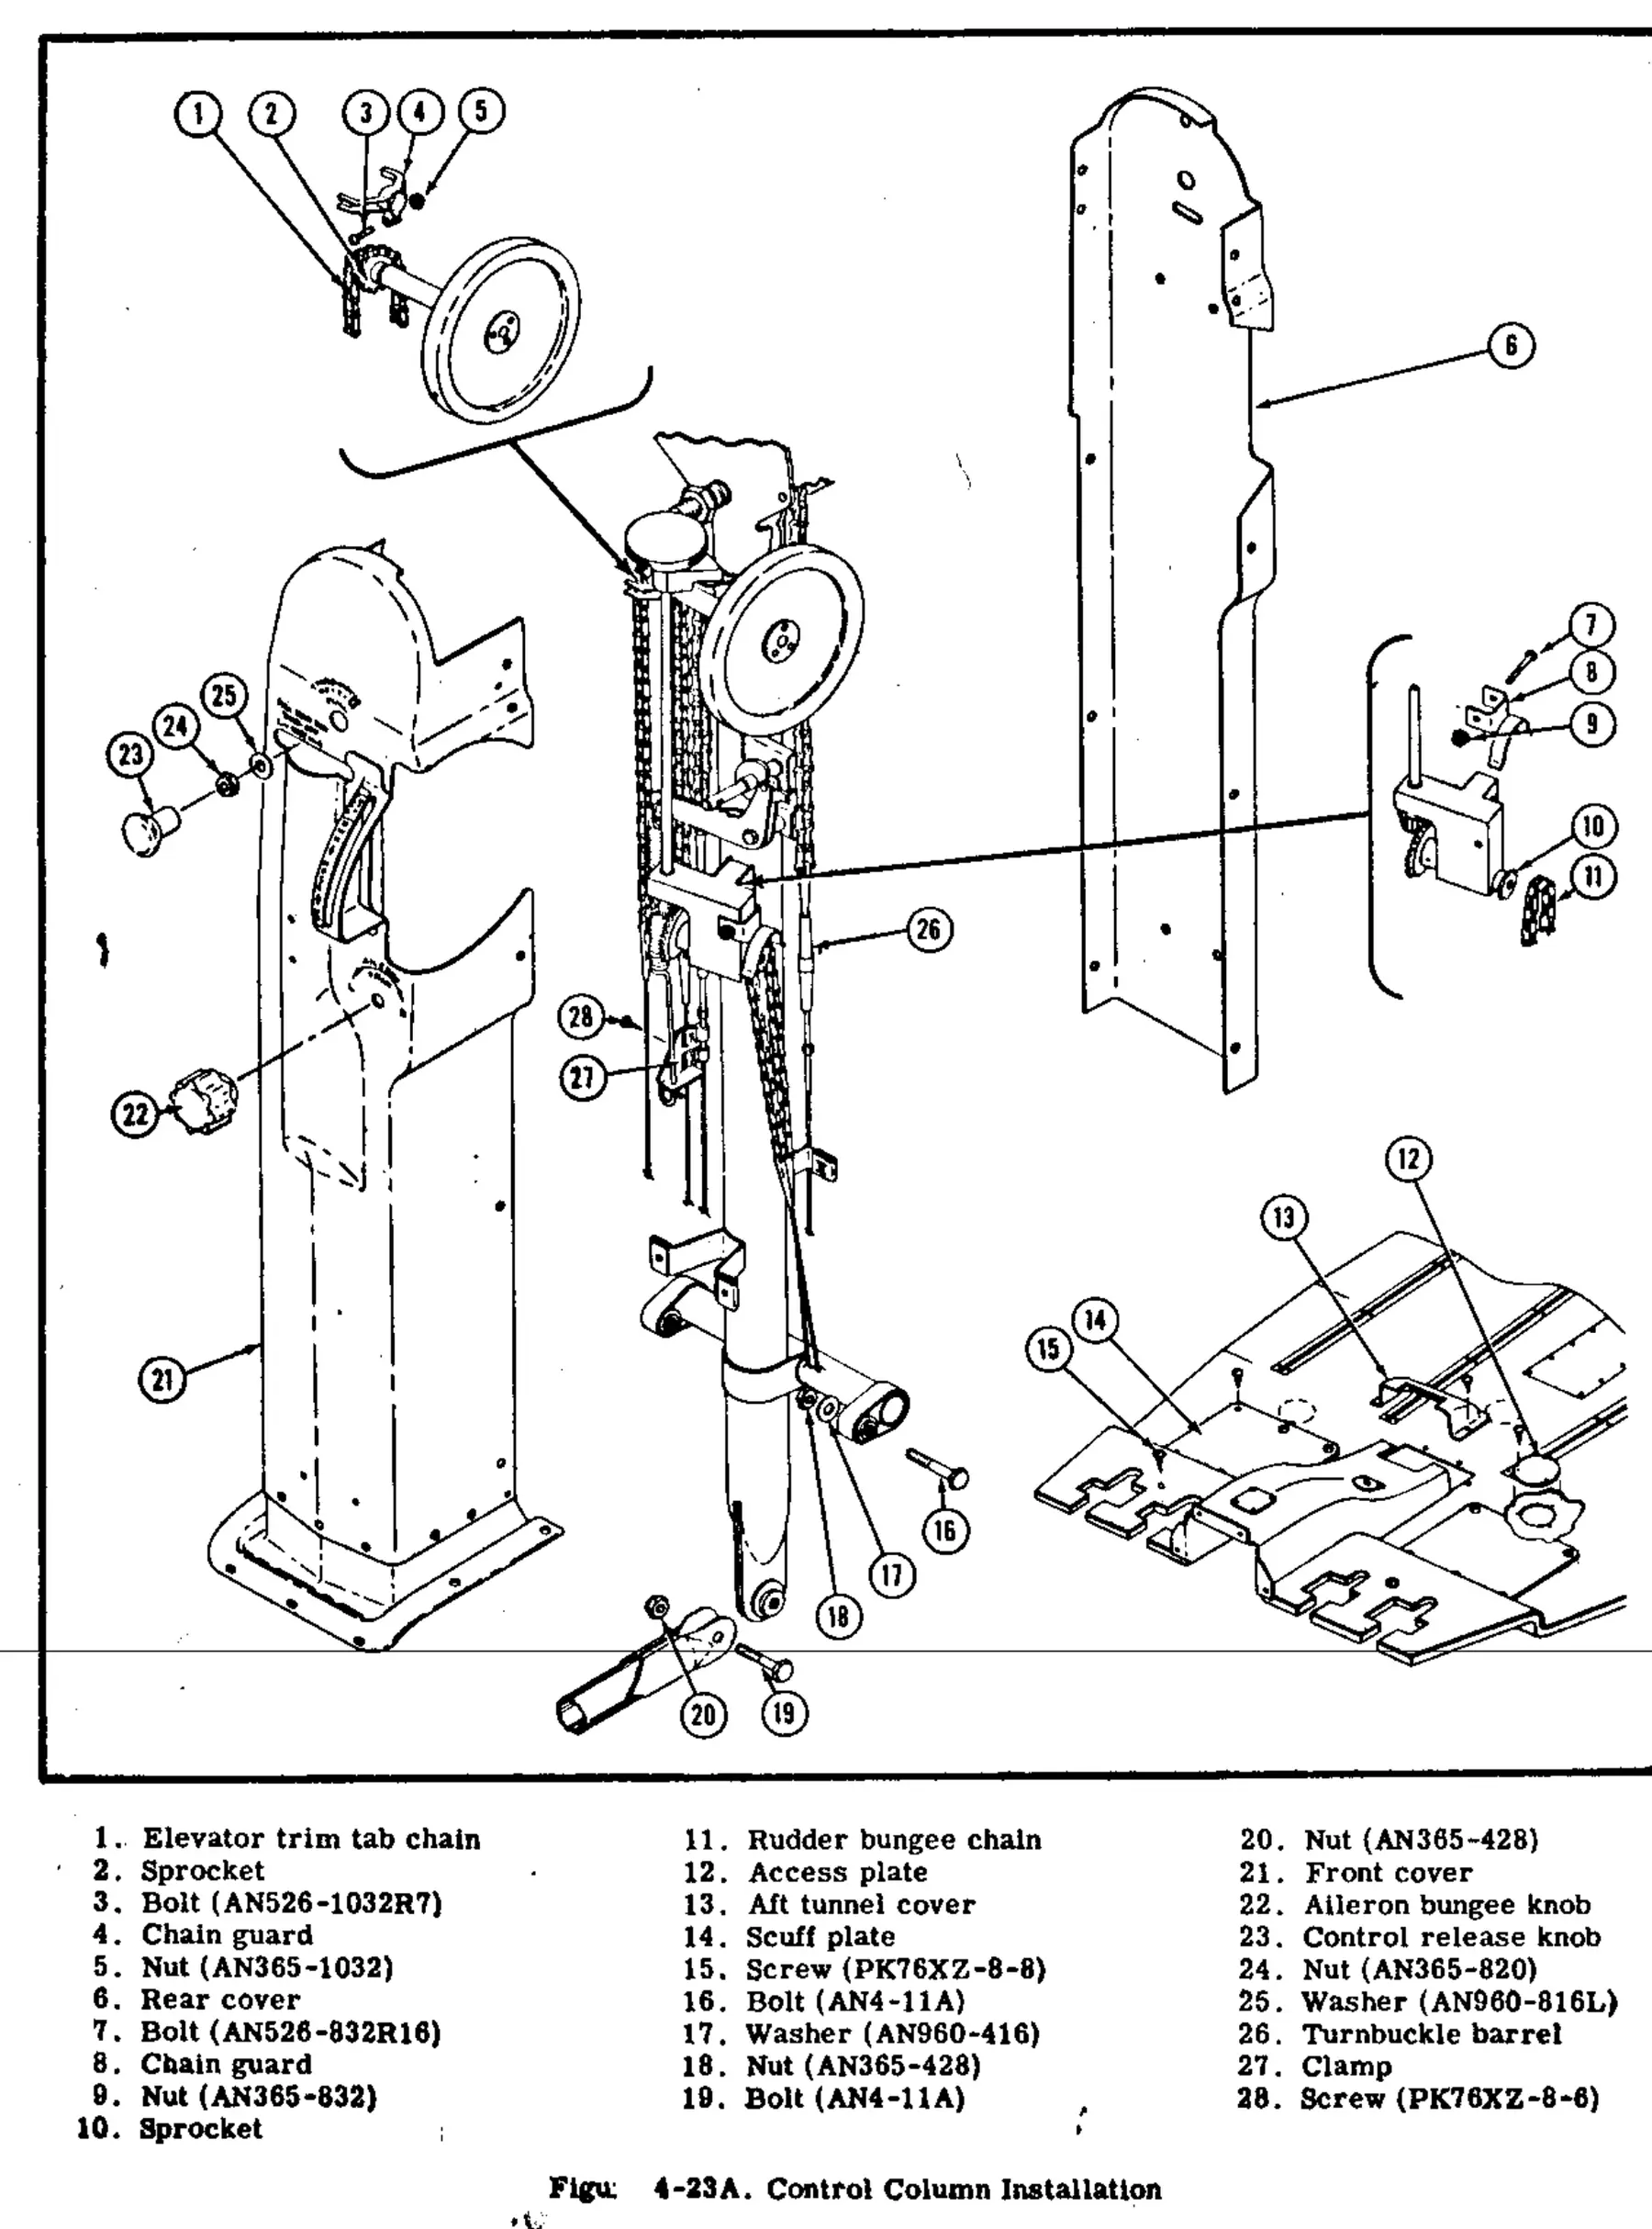 1
2
3
4
5
6
7
8
9
10
11
12
13
14
15
16
17
18
19
20
21
22
23
24
25
26
27
28
1. Elevator trim tab chain
2. Sprocket
3. Bolt (AN526-1032R7)
4. Chain guard
5. Nut (AN365-1032)
6. Rear cover
7. Bolt (AN526-832R16)
8. Chain guard
9. Nut (AN365-832)
10. Sprocket
11. Rudder bungee chain
12. Access plate
13. Aft tunnel cover
14. Scuff plate
15. Screw (PK76XZ-8-8)
16. Bolt (AN4-11A)
17. Washer (AN960-416)
18. Nut (AN365-428)
19. Bolt (AN4-11A)
20. Nut (AN365-428)
21. Front cover
22. Aileron bungee knob
23. Control release knob
24. Nut (AN365-820)
25. Washer (AN960-816L)
26. Turnbuckle barrel
27. Clamp
28. Screw (PK76XZ-8-6)
Figu: 4-23A. Control Column Installation